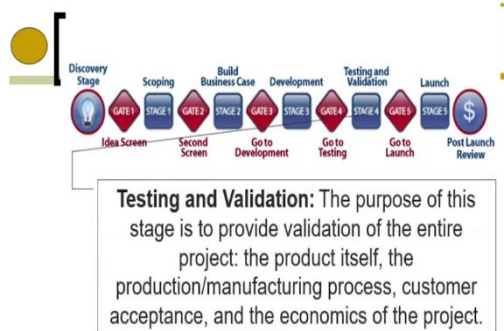 Discovery Stage
Scoping
Build Business Case
Development
Testing and Validation
Launch
GATE 1
STAGE 1
GATE 2
STAGE 2
GATE 3
STAGE 3
GATE 4
STAGE 4
GATE 5
STAGE 5
$
Idea Screen
Second Screen
Go to Development
Go to Testing
Go to Launch
Post Launch Review
Testing and Validation: The purpose of this
stage is to provide validation of the entire
project: the product itself, the
production/manufacturing process, customer
acceptance, and the economics of the project.